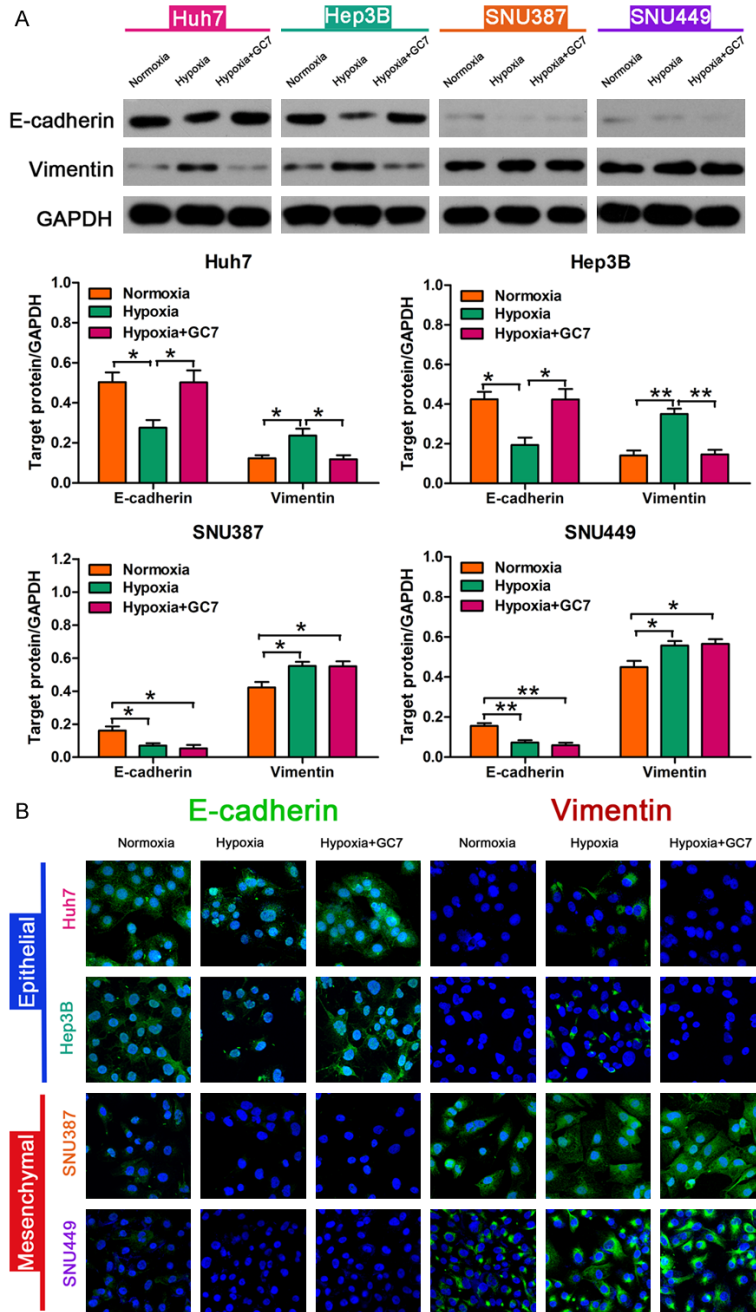 A
Huh7 Hep3B SNU387 SNU449
Normoxia Hypoxia Hypoxia+GC7 Normoxia Hypoxia Hypoxia+GC7 Normoxia Hypoxia Hypoxia+GC7 Normoxia Hypoxia Hypoxia+GC7
E-cadherin
Vimentin
GAPDH
Huh7
Target protein/GAPDH
1.0
0.8
0.6
0.4
0.2
0.0
Normoxia
Hypoxia
Hypoxia+GC7
* * * *
E-cadherin Vimentin
Hep3B
Target protein/GAPDH
1.0
0.8
0.6
0.4
0.2
0.0
Normoxia
Hypoxia
Hypoxia+GC7
* * ** **
E-cadherin Vimentin
SNU387
Target protein/GAPDH
1.2
1.0
0.8
0.6
0.4
0.2
0.0
Normoxia
Hypoxia
Hypoxia+GC7
* *
* *
E-cadherin Vimentin
SNU449
Target protein/GAPDH
1.0
0.8
0.6
0.4
0.2
0.0
Normoxia
Hypoxia
Hypoxia+GC7
** *
** *
E-cadherin Vimentin
B
E-cadherin Vimentin
Normoxia Hypoxia Hypoxia+GC7 Normoxia Hypoxia Hypoxia+GC7
Epithelial
Huh7
Hep3B
Mesenchymal
SNU387
SNU449